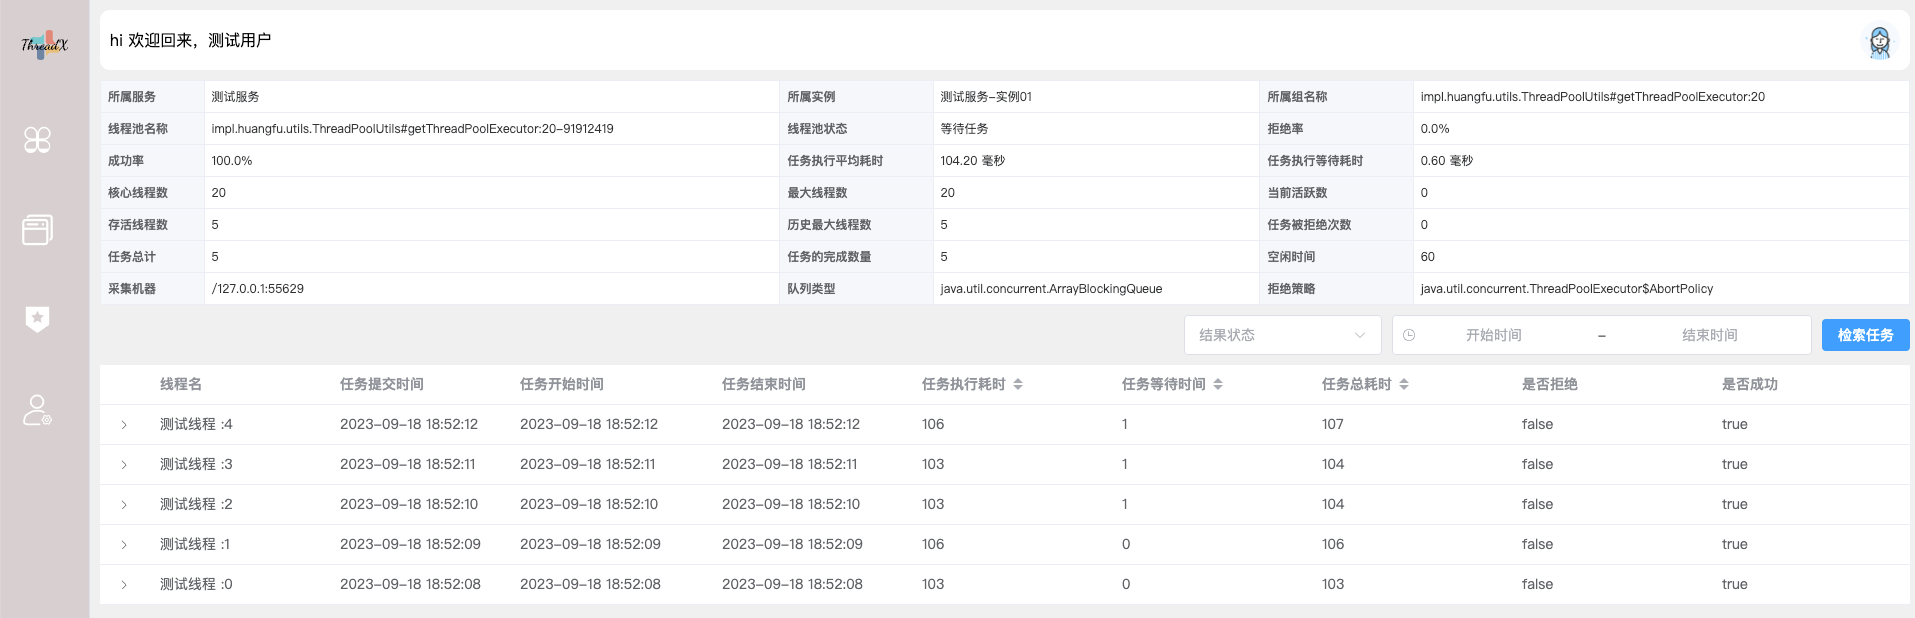 ThreadX
hi 欢迎回来，测试用户
所属服务 测试服务 所属实例 测试服务-实例01 所属组名称 impl.huangfu.utils.ThreadPoolUtils#getThreadPoolExecutor:20
线程池名称 impl.huangfu.utils.ThreadPoolUtils#getThreadPoolExecutor:20-91912419 线程池状态 等待任务 拒绝率 0.0%
成功率 100.0% 任务执行平均耗时 104.20 毫秒 任务执行等待耗时 0.60 毫秒
核心线程数 20 最大线程数 20 当前活跃数 0
存活线程数 5 历史最大线程数 5 任务被拒绝次数 0
任务总计 5 任务的完成数量 5 空闲时间 60
采集机器 /127.0.0.1:55629 队列类型 java.util.concurrent.ArrayBlockingQueue 拒绝策略 java.util.concurrent.ThreadPoolExecutor$AbortPolicy
结果状态 开始时间 - 结束时间 检索任务
线程名 任务提交时间 任务开始时间 任务结束时间 任务执行耗时 任务等待时间 任务总耗时 是否拒绝 是否成功
测试线程 :4 2023-09-18 18:52:12 2023-09-18 18:52:12 2023-09-18 18:52:12 106 1 107 false true
测试线程 :3 2023-09-18 18:52:11 2023-09-18 18:52:11 2023-09-18 18:52:11 103 1 104 false true
测试线程 :2 2023-09-18 18:52:10 2023-09-18 18:52:10 2023-09-18 18:52:10 103 1 104 false true
测试线程 :1 2023-09-18 18:52:09 2023-09-18 18:52:09 2023-09-18 18:52:09 106 0 106 false true
测试线程 :0 2023-09-18 18:52:08 2023-09-18 18:52:08 2023-09-18 18:52:08 103 0 103 false true